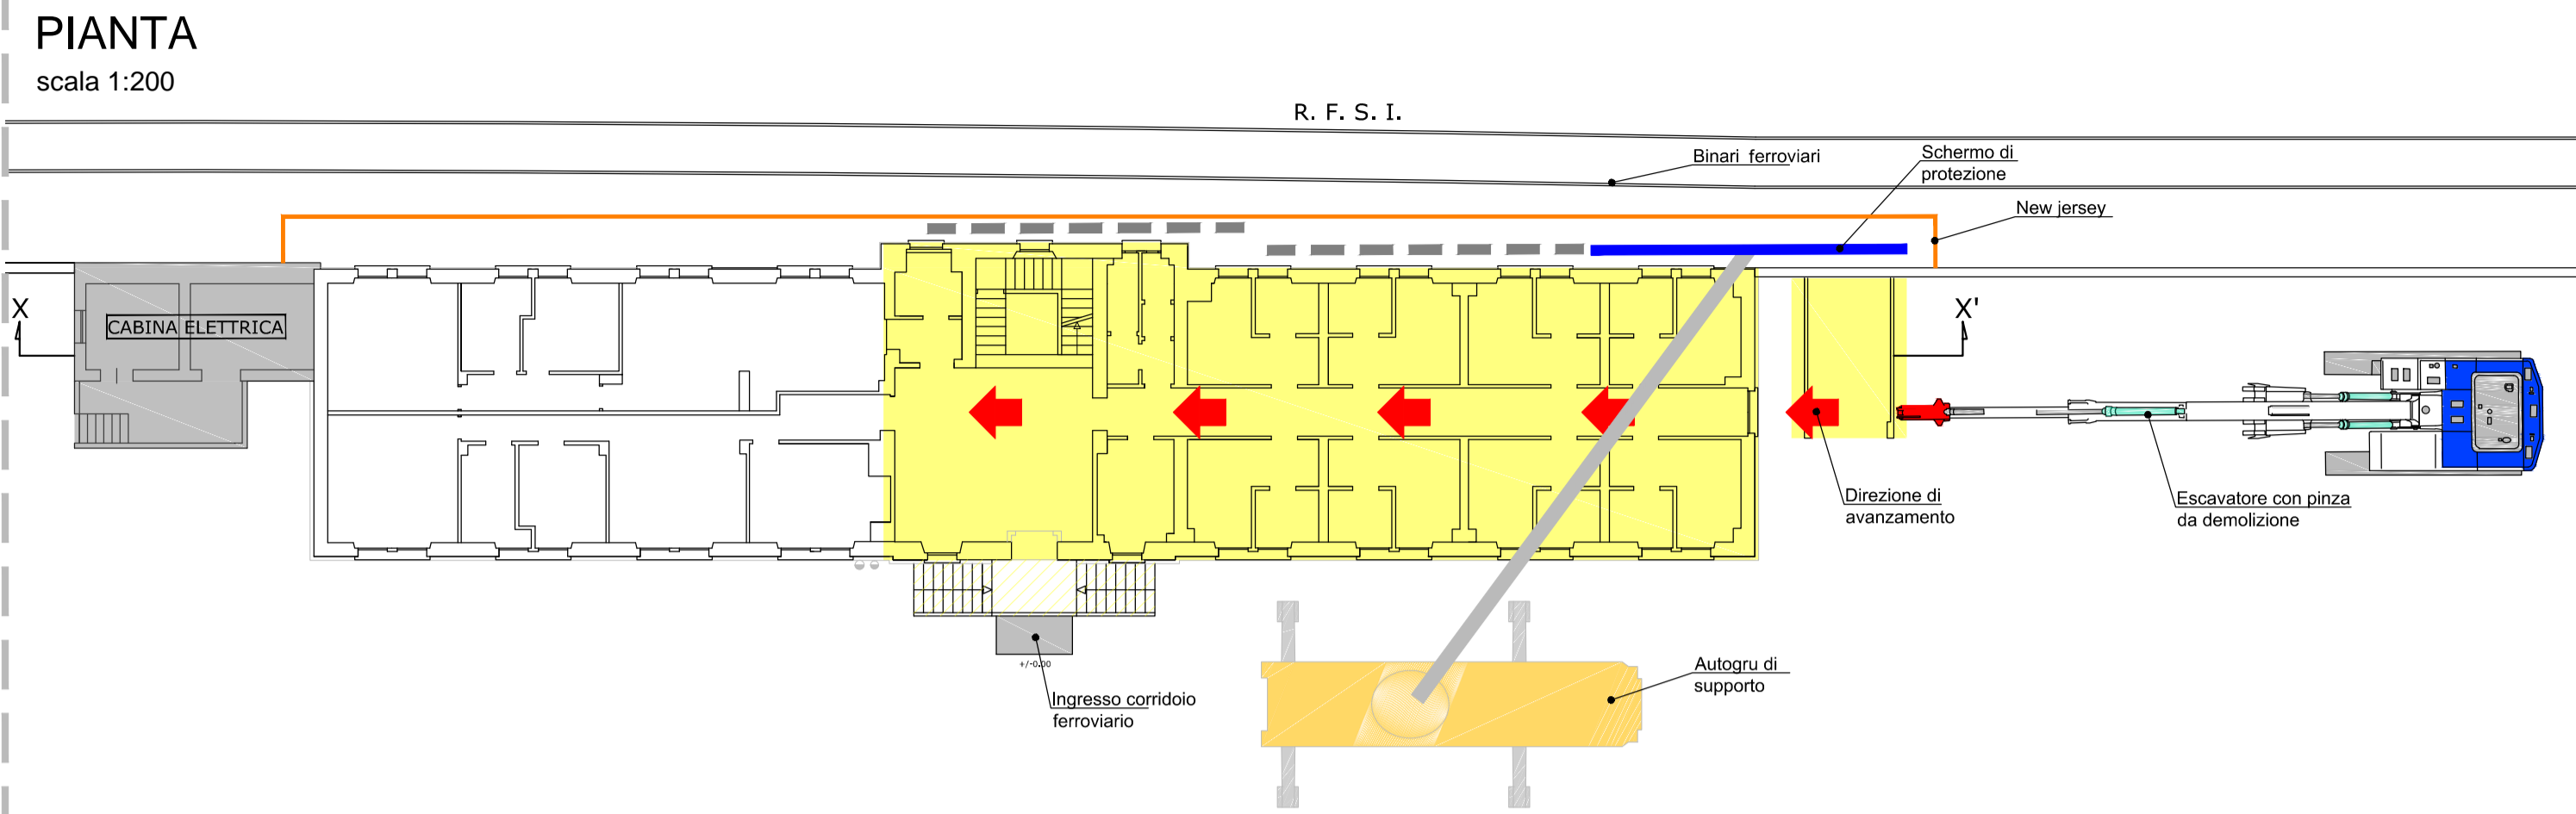 PIANTA
scala 1:200
R. F. S. I.
Binari ferroviari
Schermo di
protezione
New jersey
X
CABINA ELETTRICA
X'
Direzione di
avanzamento
Escavatore con pinza
da demolizione
+/-0.00
Ingresso corridoio
ferroviario
Autogru di
supporto